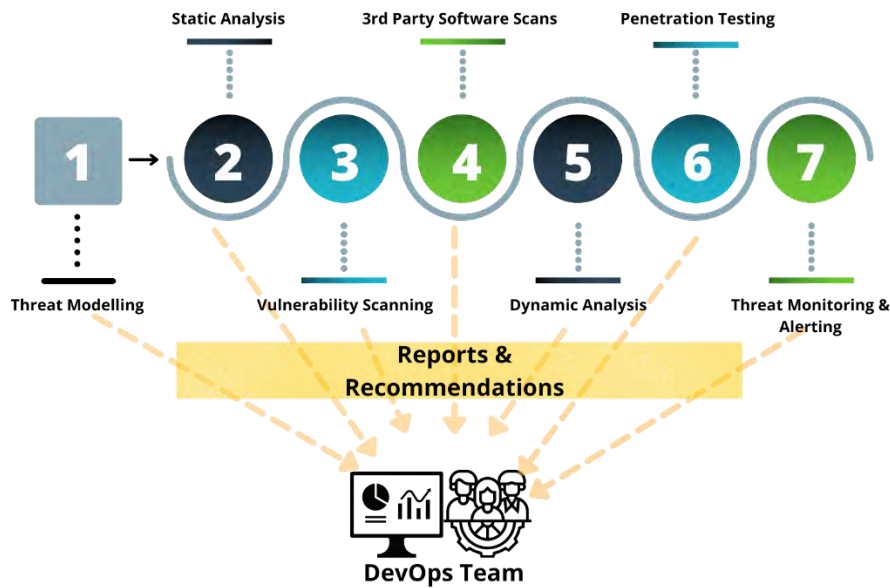 Static Analysis
3rd Party Software Scans
Penetration Testing
1
2
3
4
5
6
7
Threat Modelling
Vulnerability Scanning
Dynamic Analysis
Threat Monitoring &
Alerting
Reports &
Recommendations
DevOps Team